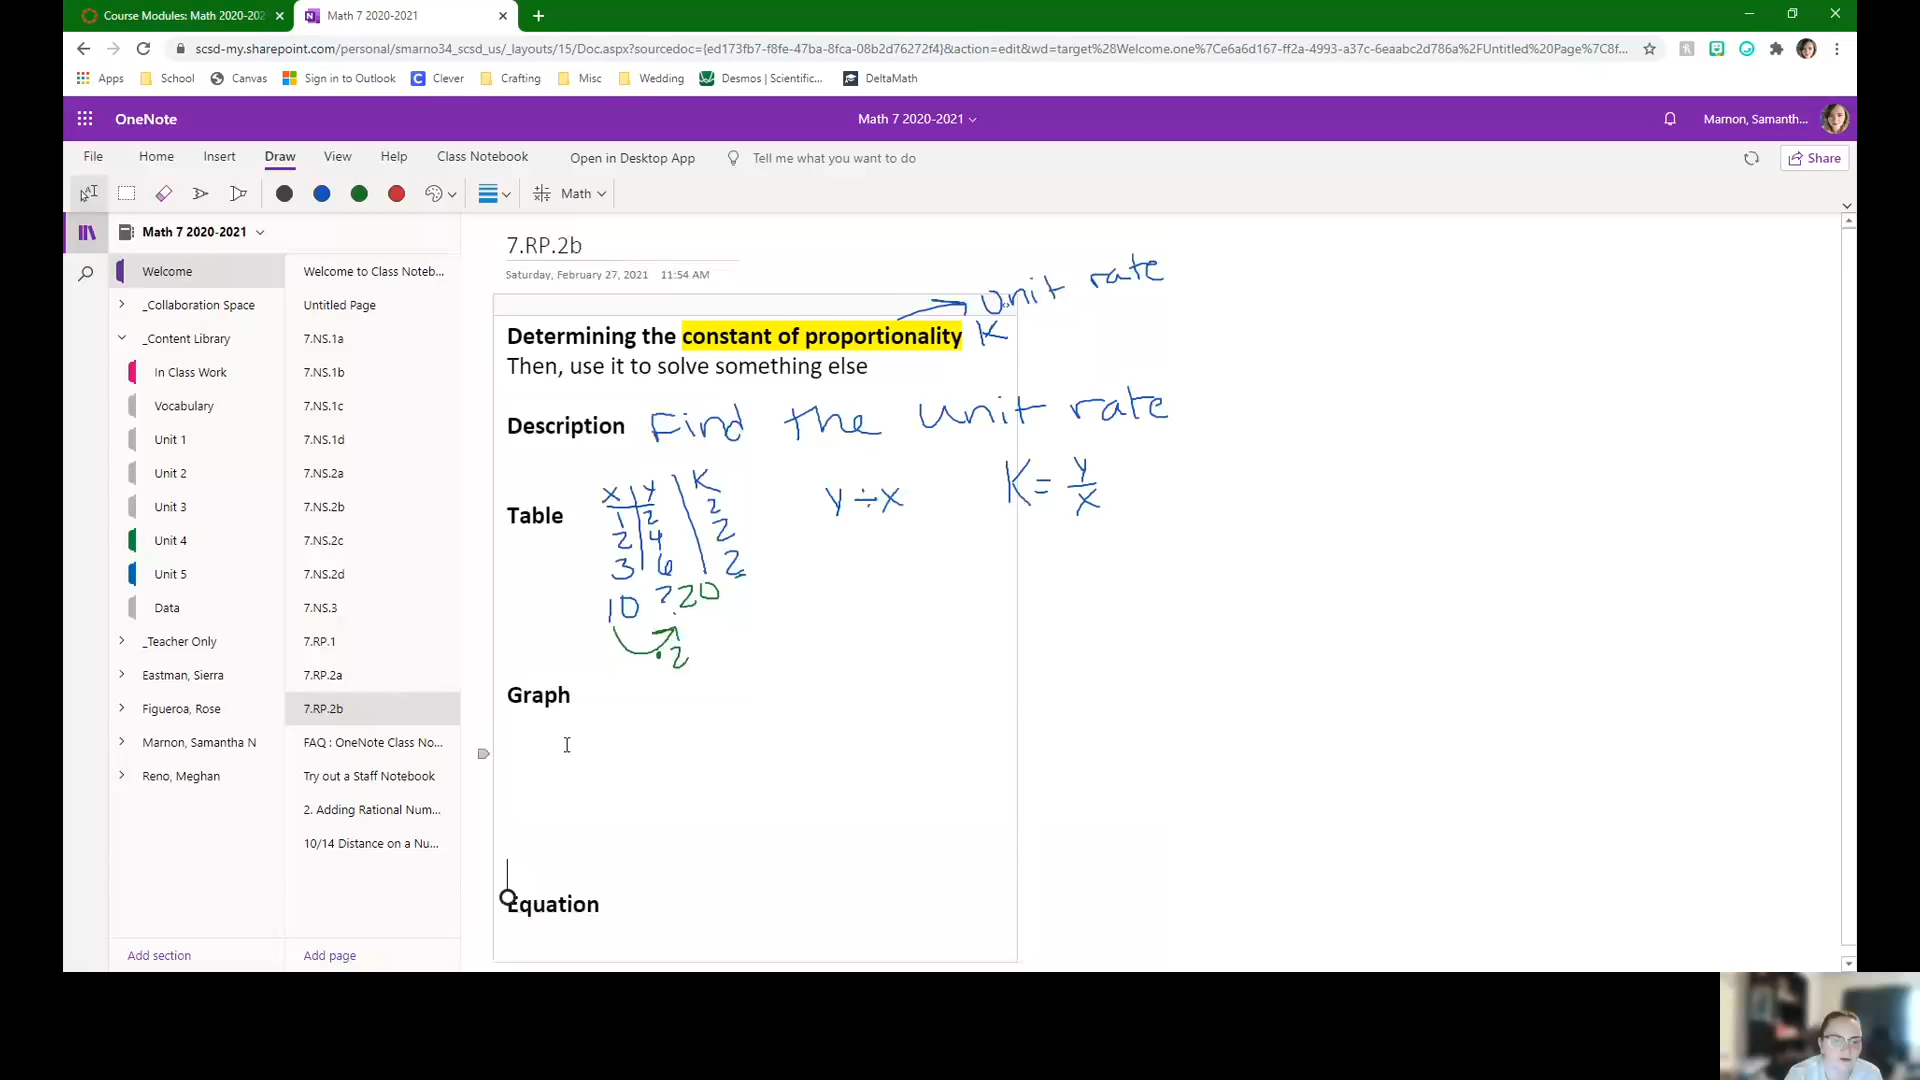 Course Modules: Math 2020-202
Math 7 2020-2021
scsd-my.sharepoint.com/personal/smarno34_scsd_us/_layouts/15/Doc.aspx?sourcedoc={ed173fb7-f8fe-47ba-8fca-08b2d76272f4}&action=edit&wd=target%28Welcome.one%7Ce6a6d167-ff2a-4993-a37c-6eaabc2d786a%2FUntitled%20Page%7C8f...
Apps School Canvas Sign in to Outlook Clever Crafting Misc Wedding Desmos | Scientific... DeltaMath
OneNote
Math 7 2020-2021
Marnon, Samanth...
File Home Insert Draw View Help Class Notebook Open in Desktop App Tell me what you want to do
Share
Math
Math 7 2020-2021
Welcome
_Collaboration Space
_Content Library
In Class Work
Vocabulary
Unit 1
Unit 2
Unit 3
Unit 4
Unit 5
Data
_Teacher Only
Eastman, Sierra
Figueroa, Rose
Marnon, Samantha N
Reno, Meghan
Add section
Welcome to Class Noteb...
Untitled Page
7.NS.1a
7.NS.1b
7.NS.1c
7.NS.1d
7.NS.2a
7.NS.2b
7.NS.2c
7.NS.2d
7.NS.3
7.RP.1
7.RP.2a
7.RP.2b
FAQ : OneNote Class No...
Try out a Staff Notebook
2. Adding Rational Num...
10/14 Distance on a Nu...
Add page
7.RP.2b
Saturday, February 27, 2021 11:54 AM
Unit rate
Determining the constant of proportionality K
Then, use it to solve something else
Description Find the unit rate
Table
X Y K
1 2 2
2 4 2
3 6 2
10 ? 20
·2
y÷x
K = y/x
Graph
Equation